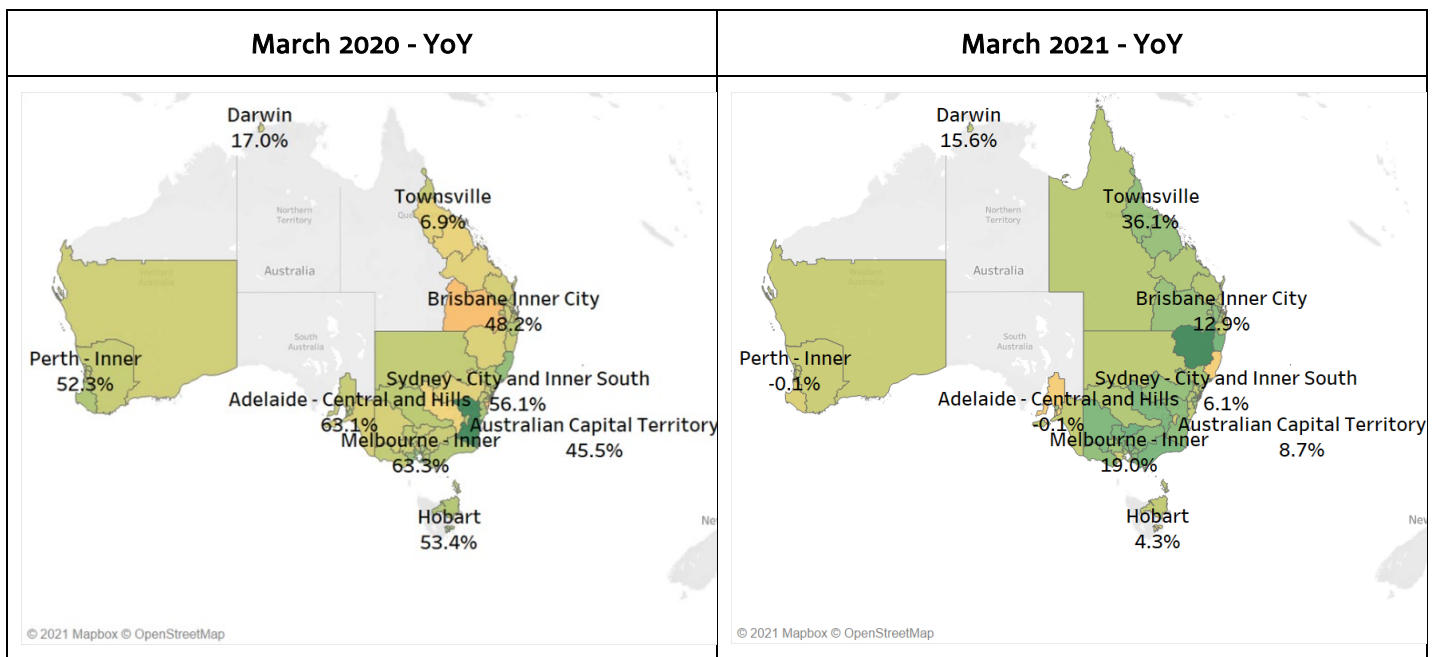 March 2020 - YoY
March 2021 - YoY
Darwin
17.0%
Townsville
6.9%
Northern
Territory
Australia
Brisbane Inner City
48.2%
South
Australia
Perth - Inner
52.3%
Sydney - City and Inner South
56.1%
Adelaide - Central and Hills
63.1%
Australian Capital Territory
45.5%
Melbourne - Inner
63.3%
Hobart
53.4%
© 2021 Mapbox © OpenStreetMap
Darwin
15.6%
Townsville
36.1%
Northern
Territory
Australia
Brisbane Inner City
12.9%
South
Australia
Perth - Inner
-0.1%
Sydney - City and Inner South
6.1%
Adelaide - Central and Hills
-0.1%
Australian Capital Territory
8.7%
Melbourne - Inner
19.0%
Hobart
4.3%
© 2021 Mapbox © OpenStreetMap